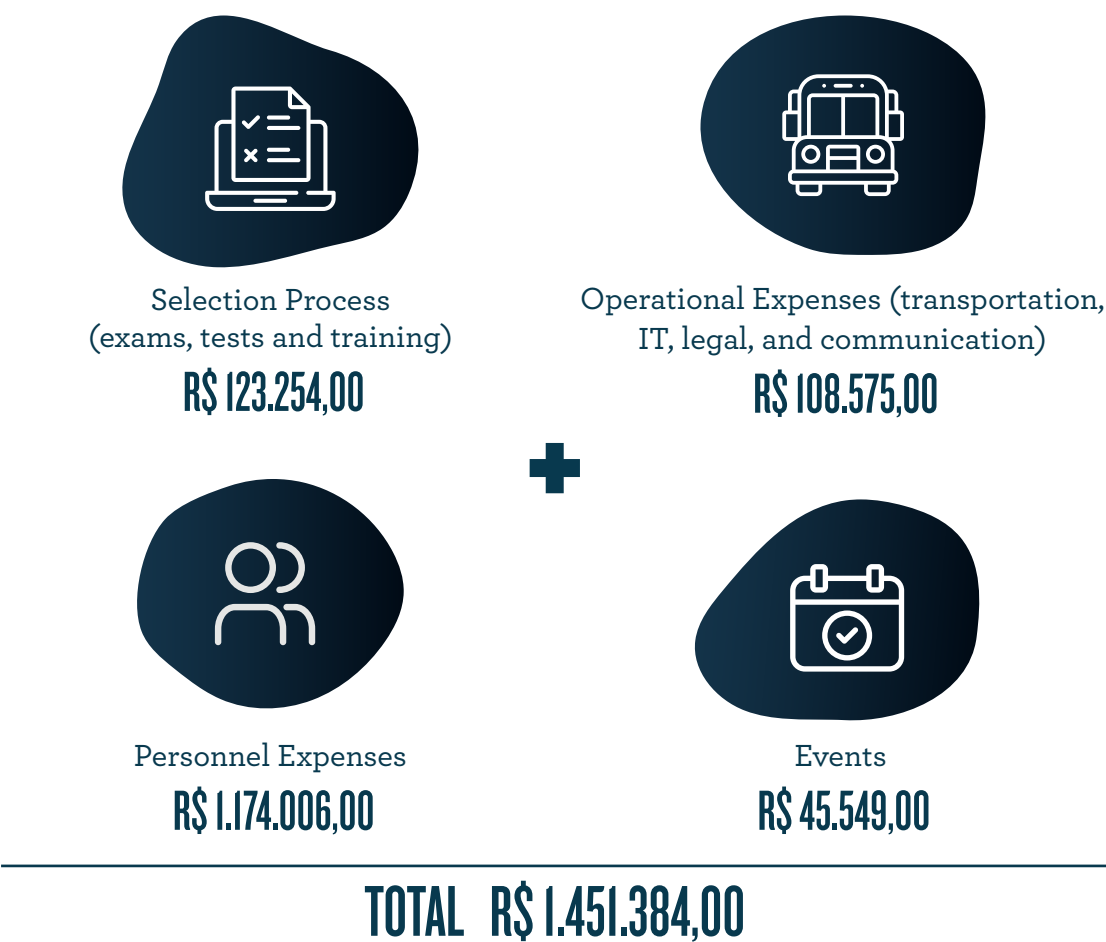 Selection Process
(exams, tests and training)
R$ 123.254,00
Operational Expenses (transportation,
IT, legal, and communication)
R$ 108.575,00
Personnel Expenses
R$ 1.174.006,00
Events
R$ 45.549,00
TOTAL R$ 1.451.384,00